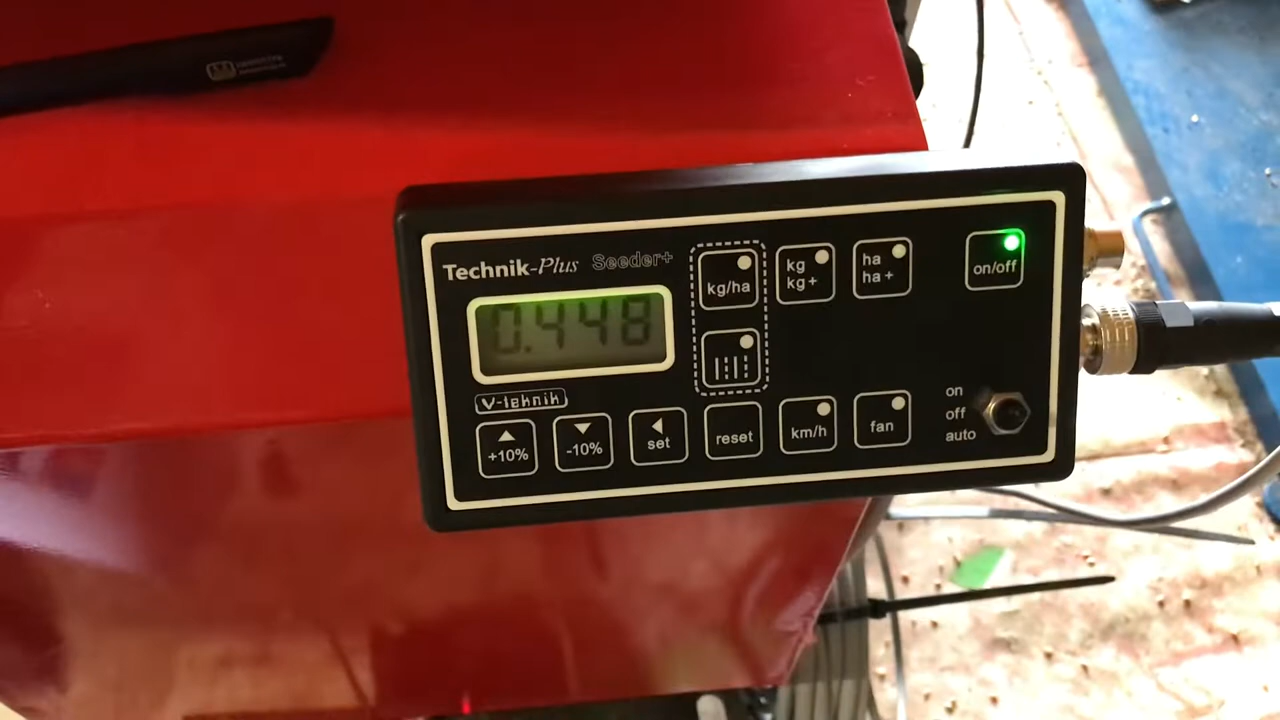 Technik-Plus Seeder+
0.448
V-teknik
kg/ha
kg
kg+
ha
ha+
on/off
+10%
-10%
set
reset
km/h
fan
on
off
auto